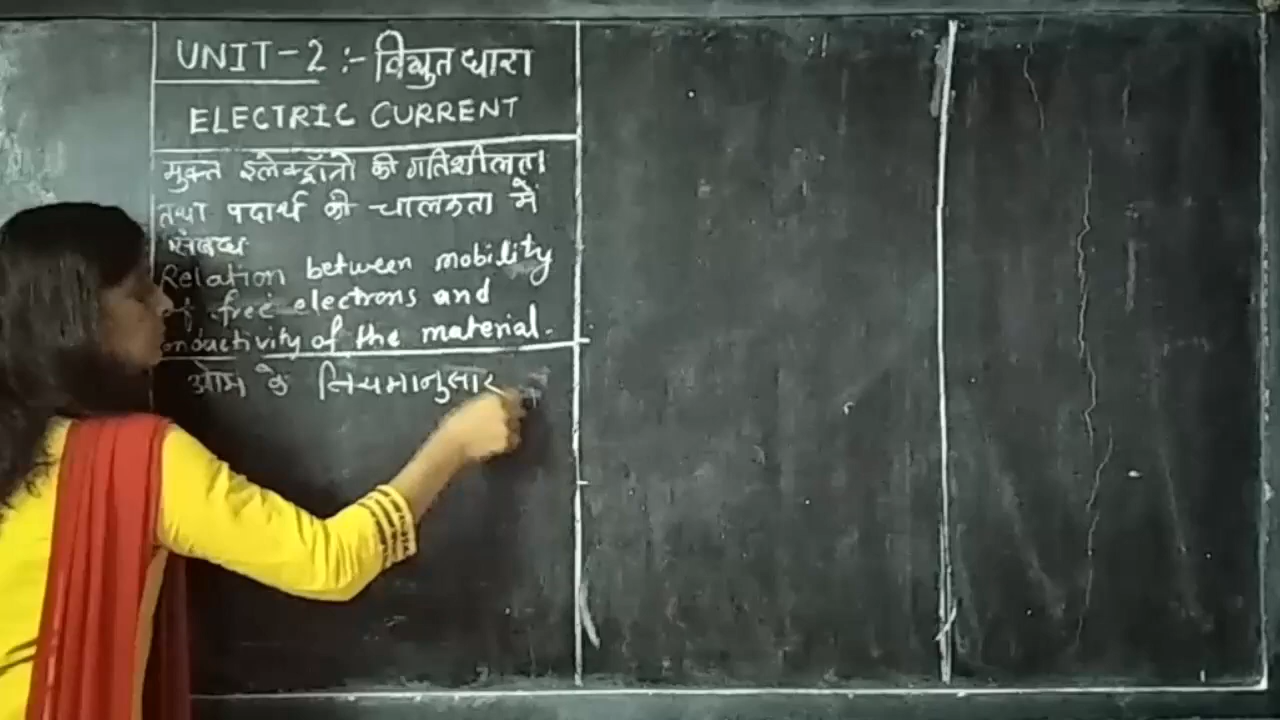 UNIT-2 :- विद्युत धारा
ELECTRIC CURRENT
मुक्त इलेक्ट्रॉनो की गतिशीलता
तथा पदार्थ की चालकता में
संबंध
Relation between mobility
of free electrons and
onductivity of the material.
ओम के नियमानुसार